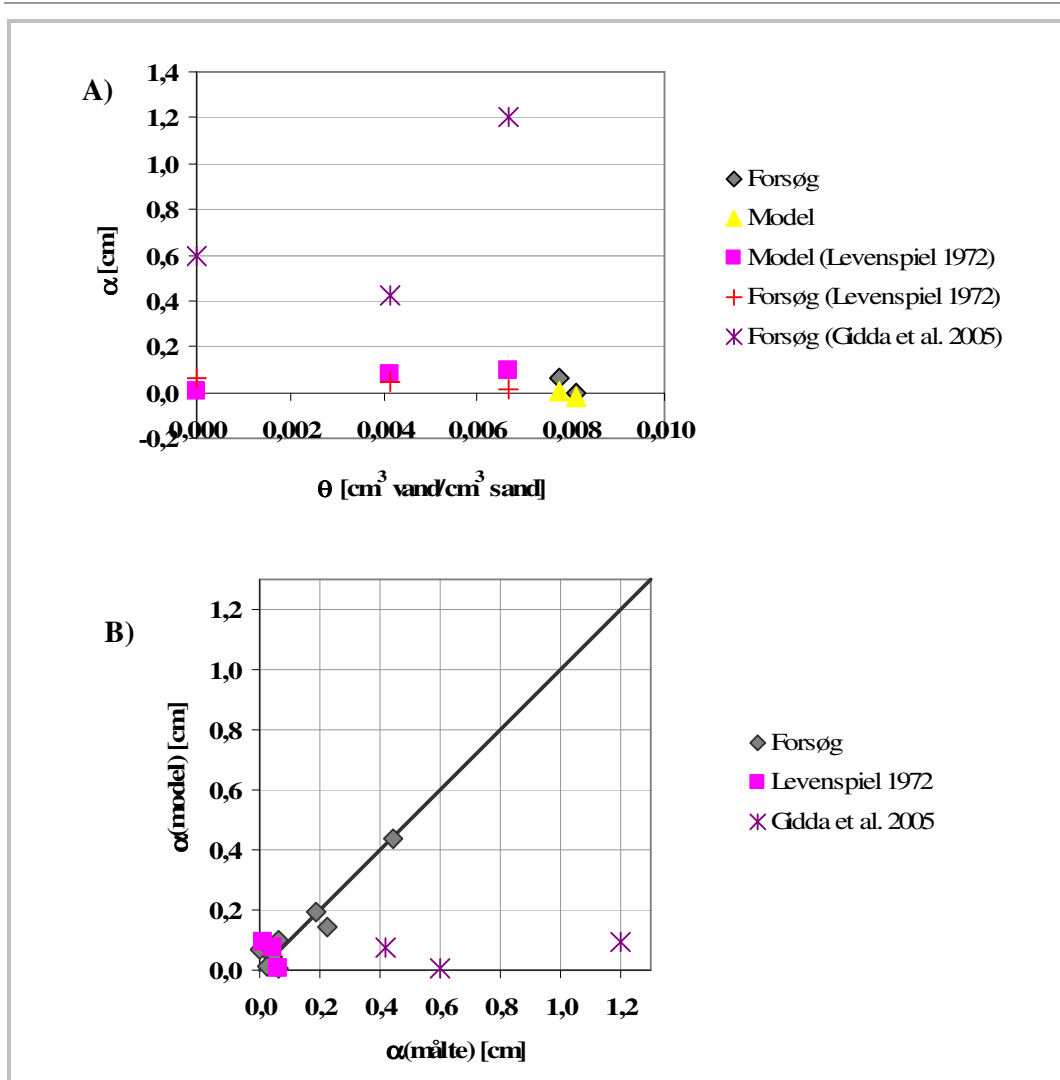 A)
1,4
1,2
1,0
0,8
0,6
0,4
0,2
0,0
-0,2
α [cm]
0,000 0,002 0,004 0,006 0,008 0,010
θ [cm³ vand/cm³ sand]
Forsøg
Model
Model (Levenspiel 1972)
Forsøg (Levenspiel 1972)
Forsøg (Gidda et al. 2005)
B)
1,2
1,0
0,8
0,6
0,4
0,2
0,0
α(model) [cm]
0,0 0,2 0,4 0,6 0,8 1,0 1,2
α(målte) [cm]
Forsøg
Levenspiel 1972
Gidda et al. 2005